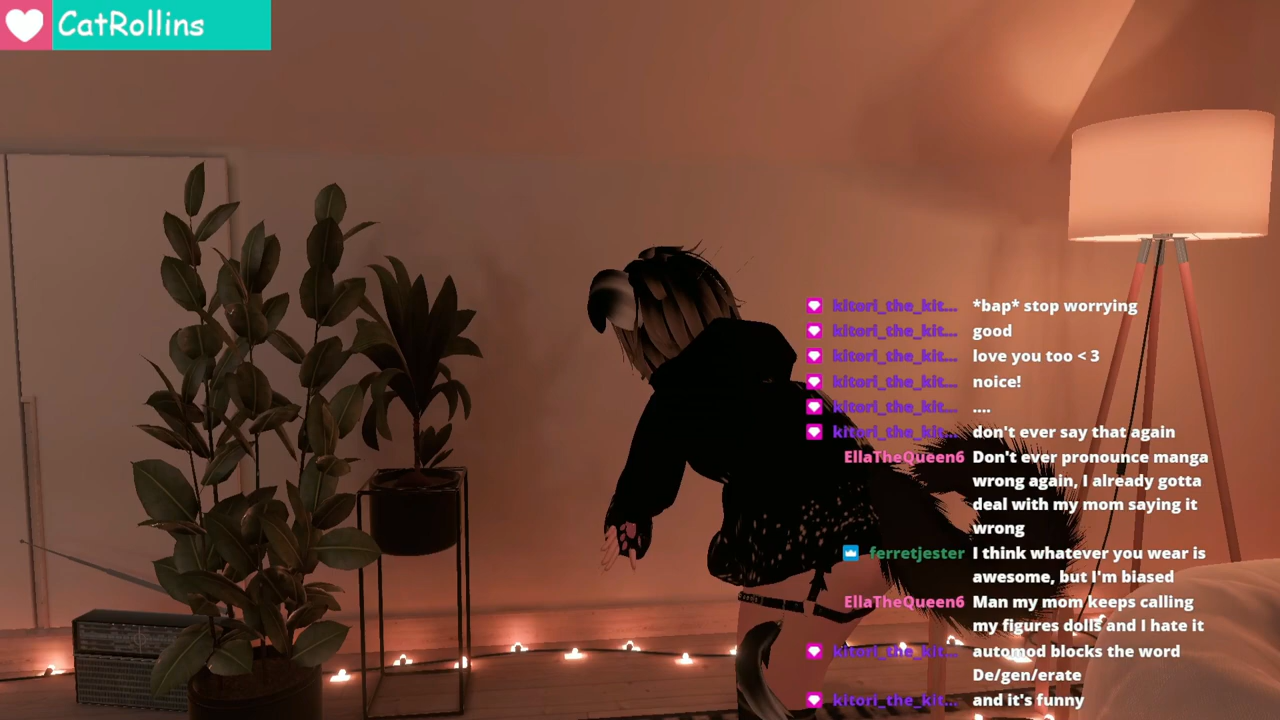 CatRollins
kitori_the_kit... *bap* stop worrying
kitori_the_kit... good
kitori_the_kit... love you too < 3
kitori_the_kit... noice!
kitori_the_kit... ....
kitori_the_kit... don't ever say that again
EllaTheQueen6 Don't ever pronounce manga
wrong again, I already gotta
deal with my mom saying it
wrong
ferretjester I think whatever you wear is
awesome, but I'm biased
EllaTheQueen6 Man my mom keeps calling
my figures dolls and I hate it
kitori_the_kit... automod blocks the word
De/gen/erate
kitori_the_kit... and it's funny